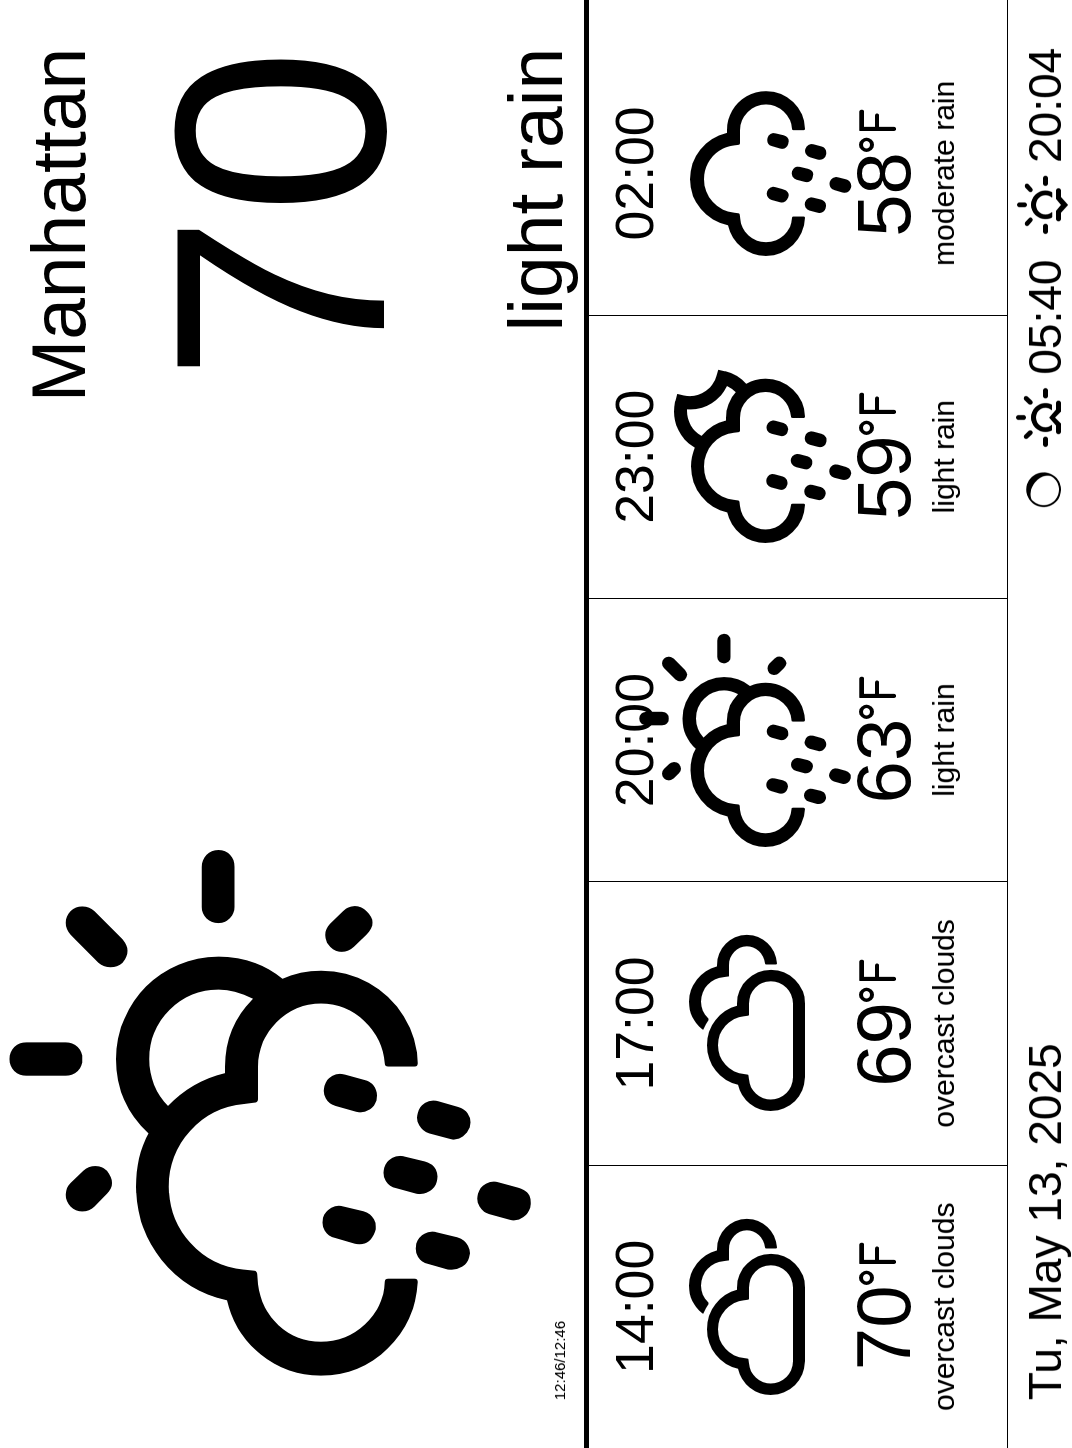 Manhattan
70
light rain
12:46/12:46
14:00
70°F
overcast clouds
17:00
69°F
overcast clouds
20:00
63°F
light rain
23:00
59°F
light rain
02:00
58°F
moderate rain
Tu, May 13, 2025
05:40
20:04